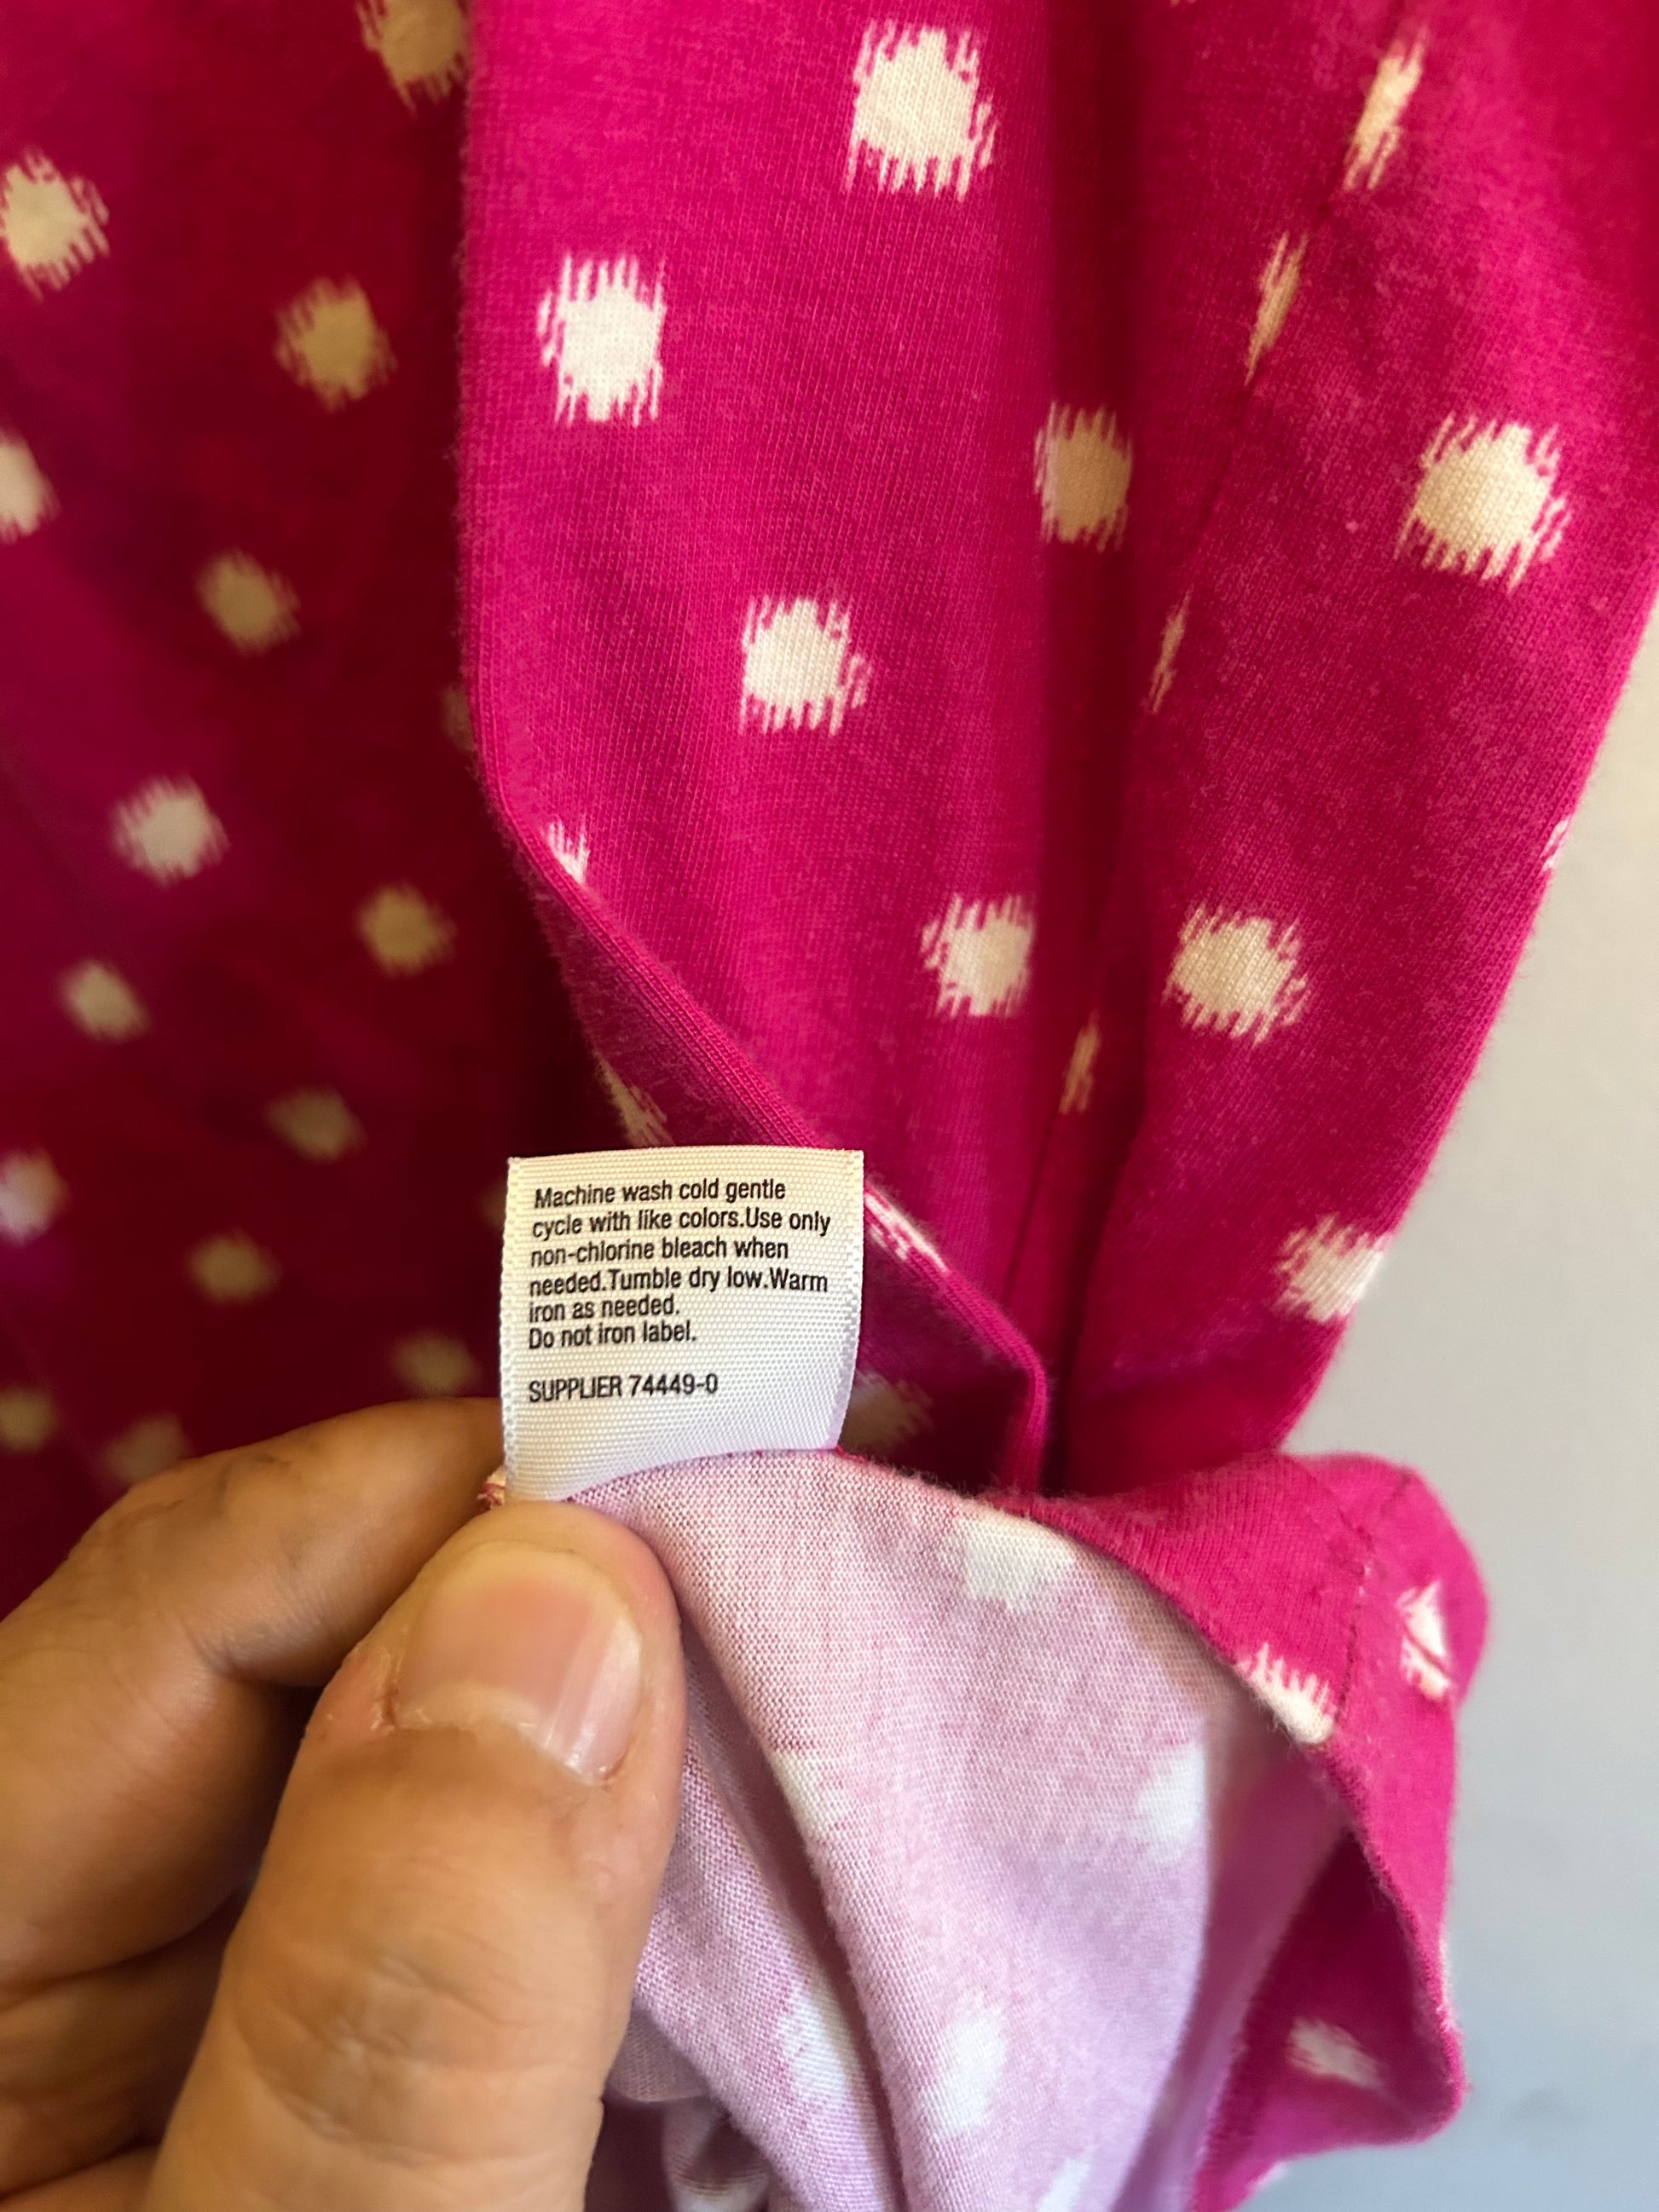 Machine wash cold gentle
cycle with like colors.Use only
non-chlorine bleach when
needed.Tumble dry low.Warm
iron as needed.
Do not iron label.
SUPPLIER 74449-0